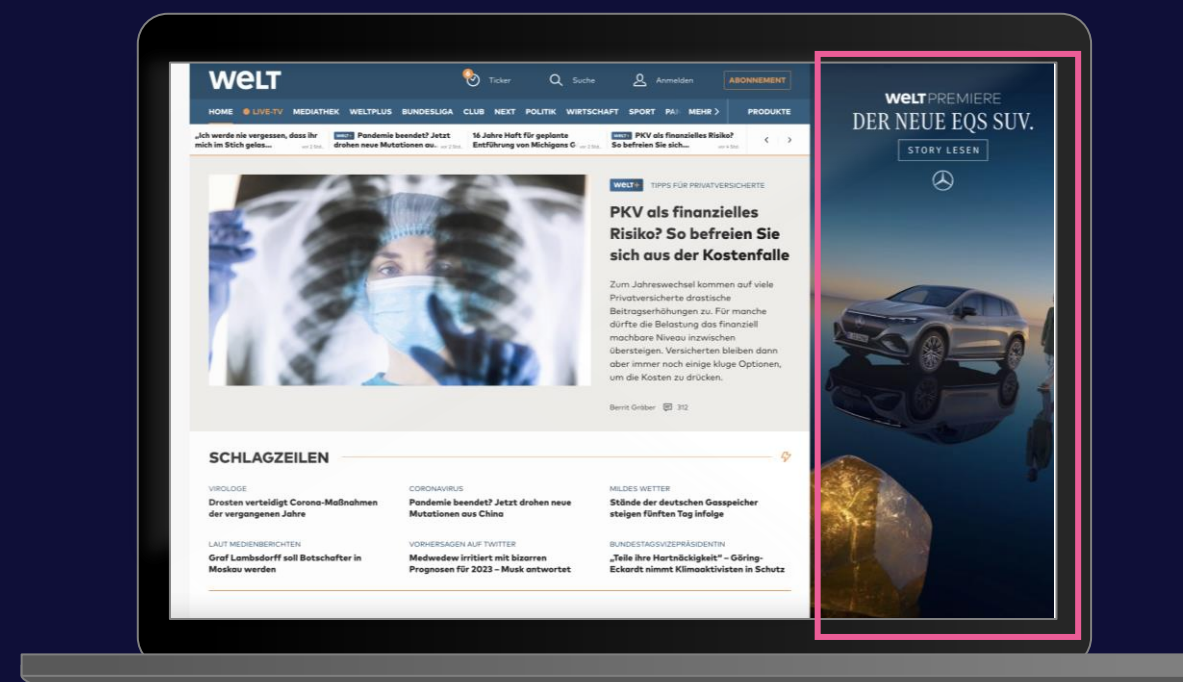 WELT
6
Ticker
Suche
Anmelden
ABONNEMENT
HOME LIVE-TV MEDIATHEK WELTPLUS BUNDESLIGA CLUB NEXT POLITIK WIRTSCHAFT SPORT MEHR PRODUKTE
„Ich werde nie vergessen, dass ihr
mich im Stich gelas...
WELT+ Pandemie beendet? Jetzt
drohen neue Mutationen au...
16 Jahre Haft für geplante
Entführung von Michigans G
WELT+ PKV als finanzielles Risiko?
So befreien Sie sich...
WELT+ TIPPS FÜR PRIVATVERSICHERTE
PKV als finanzielles
Risiko? So befreien Sie
sich aus der Kostenfalle
Zum Jahreswechsel kommen auf viele
Privatversicherte drastische
Beitragserhöhungen zu. Für manche
dürfte die Belastung das finanziell
machbare Niveau inzwischen
übersteigen. Versicherten bleiben dann
aber immer noch einige kluge Optionen,
um die Kosten zu drücken.
Berrit Gräber 312
SCHLAGZEILEN
VIROLOGE
Drosten verteidigt Corona-Maßnahmen
der vergangenen Jahre
CORONAVIRUS
Pandemie beendet? Jetzt drohen neue
Mutationen aus China
MILDES WETTER
Stände der deutschen Gasspeicher
steigen fünften Tag infolge
LAUT MEDIENBERICHTEN
Graf Lambsdorff soll Botschafter in
Moskau werden
VORHERSAGEN AUF TWITTER
Medwedew irritiert mit bizarren
Prognosen für 2023 – Musk antwortet
BUNDESTAGSVIZEPRÄSIDENTIN
„Teile ihre Hartnäckigkeit” – Göring-
Eckardt nimmt Klimaaktivisten in Schutz
WELTPREMIERE
DER NEUE EQS SUV.
STORY LESEN